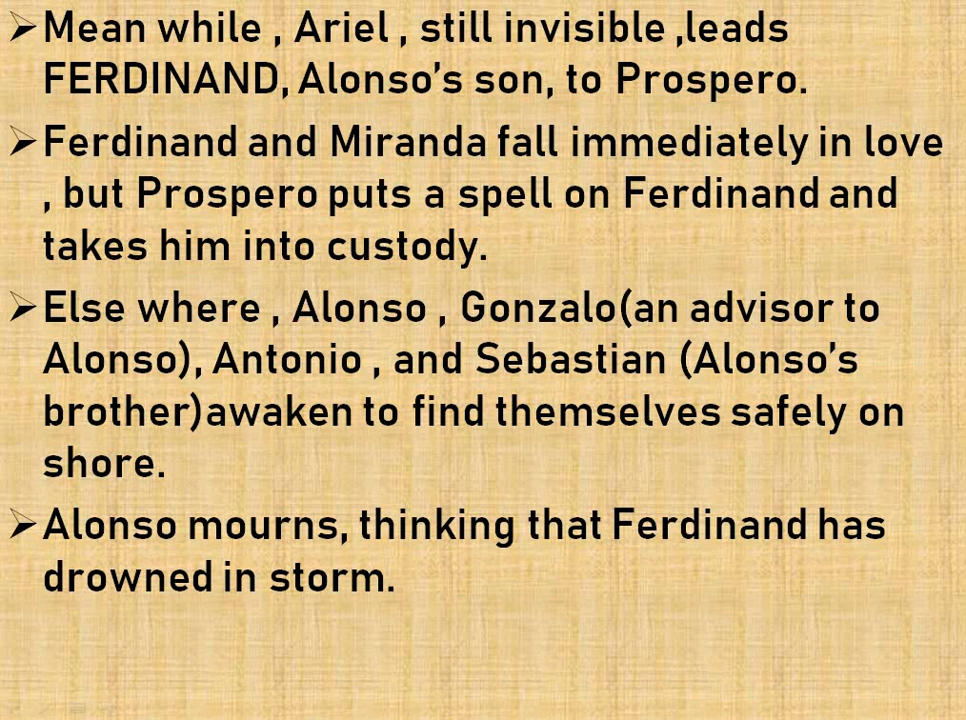 ➢Mean while , Ariel , still invisible ,leads
FERDINAND, Alonso’s son, to Prospero.
➢Ferdinand and Miranda fall immediately in love
, but Prospero puts a spell on Ferdinand and
takes him into custody.
➢Else where , Alonso , Gonzalo(an advisor to
Alonso), Antonio , and Sebastian (Alonso’s
brother)awaken to find themselves safely on
shore.
➢Alonso mourns, thinking that Ferdinand has
drowned in storm.